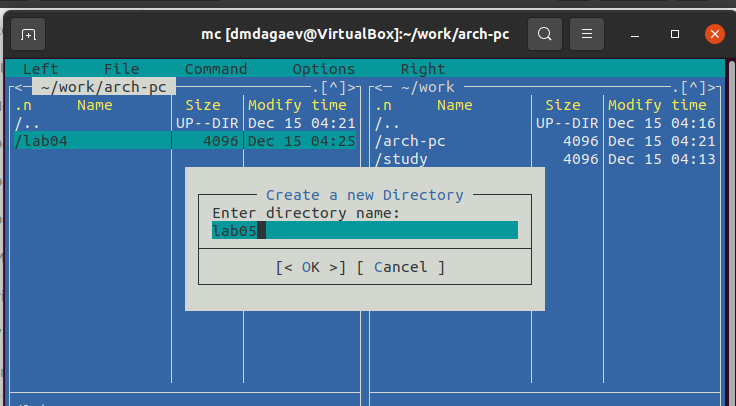 mc [dmdagaev@VirtualBox]:~/work/arch-pc
Left File Command Options Right
<─ ~/work/arch-pc .[^]>
.n Name Size Modify time
/.. UP--DIR Dec 15 04:21
/lab04 4096 Dec 15 04:25
<─ ~/work .[^]>
.n Name Size Modify time
/.. UP--DIR Dec 15 04:16
/arch-pc 4096 Dec 15 04:21
/study 4096 Dec 15 04:13
Create a new Directory
Enter directory name:
lab05
[< OK >] [ Cancel ]